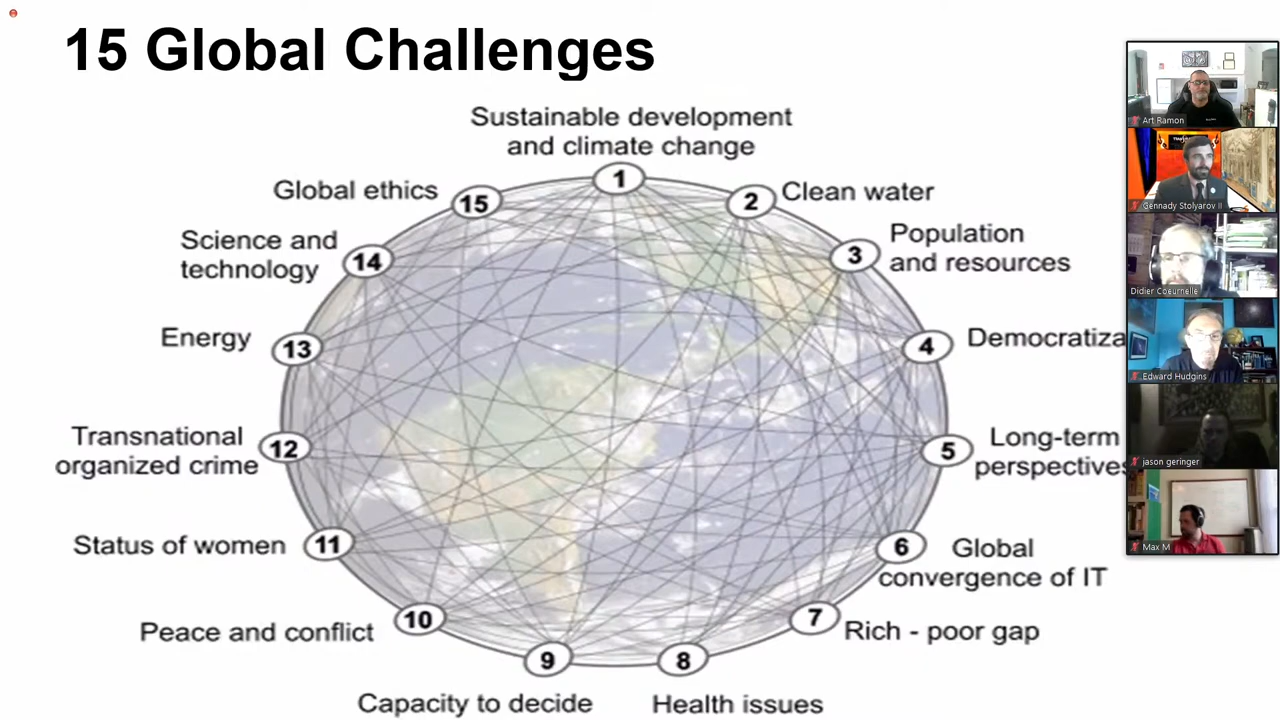 15 Global Challenges
Sustainable development
and climate change
1
2
Clean water
3
Population
and resources
4
Democratiza
5
Long-term
perspectives
6
Global
convergence of IT
7
Rich - poor gap
8
Health issues
9
Capacity to decide
10
Peace and conflict
11
Status of women
12
Transnational
organized crime
13
Energy
14
Science and
technology
15
Global ethics
Art Ramon
Gennady Stolyarov II
Didier Coeurnelle
Edward Hudgins
jason geringer
Max M